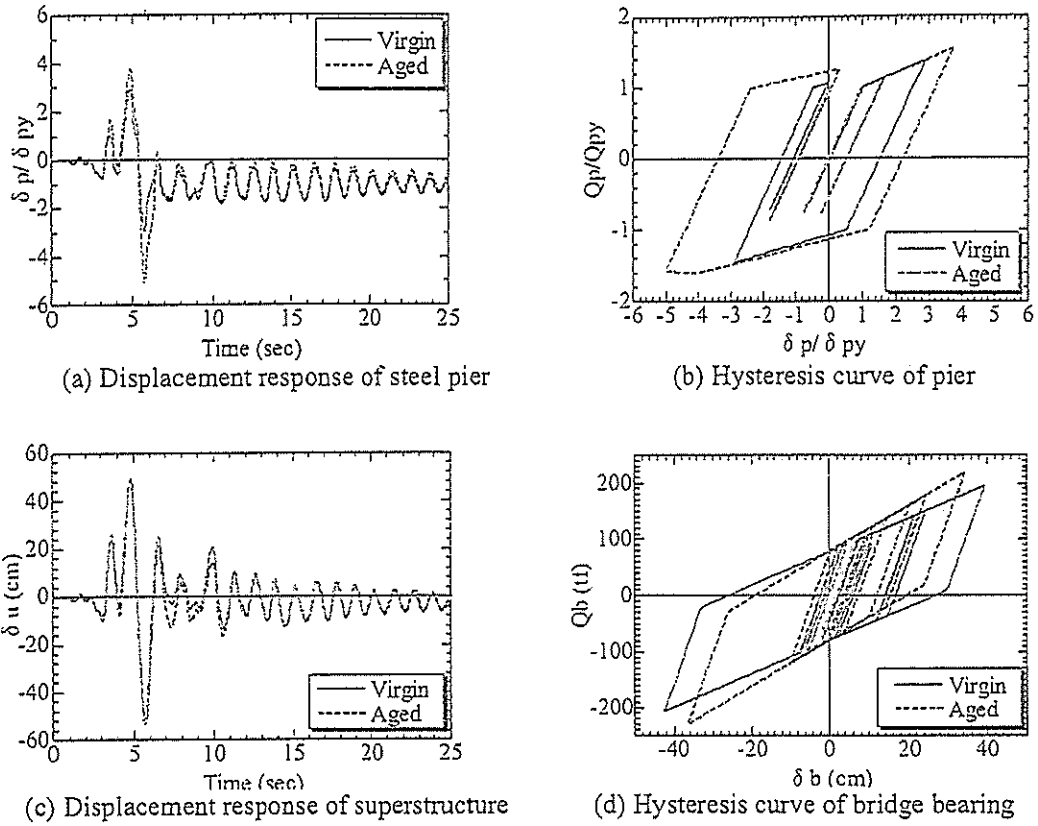 6
4
2
0
-2
-4
-6
δ p/ δ py
Virgin
Aged
0 5 10 15 20 25
Time (sec)
(a) Displacement response of steel pier
2
1
0
-1
-2
Qp/Qpy
Virgin
Aged
-6 -5 -4 -3 -2 -1 0 1 2 3 4 5 6
δ p/ δ py
(b) Hysteresis curve of pier
60
40
20
0
-20
-40
-60
δ u (cm)
Virgin
Aged
0 5 10 15 20 25
Time (sec)
(c) Displacement response of superstructure
200
100
0
-100
-200
Qb (tf)
Virgin
Aged
-40 -20 0 20 40
δ b (cm)
(d) Hysteresis curve of bridge bearing